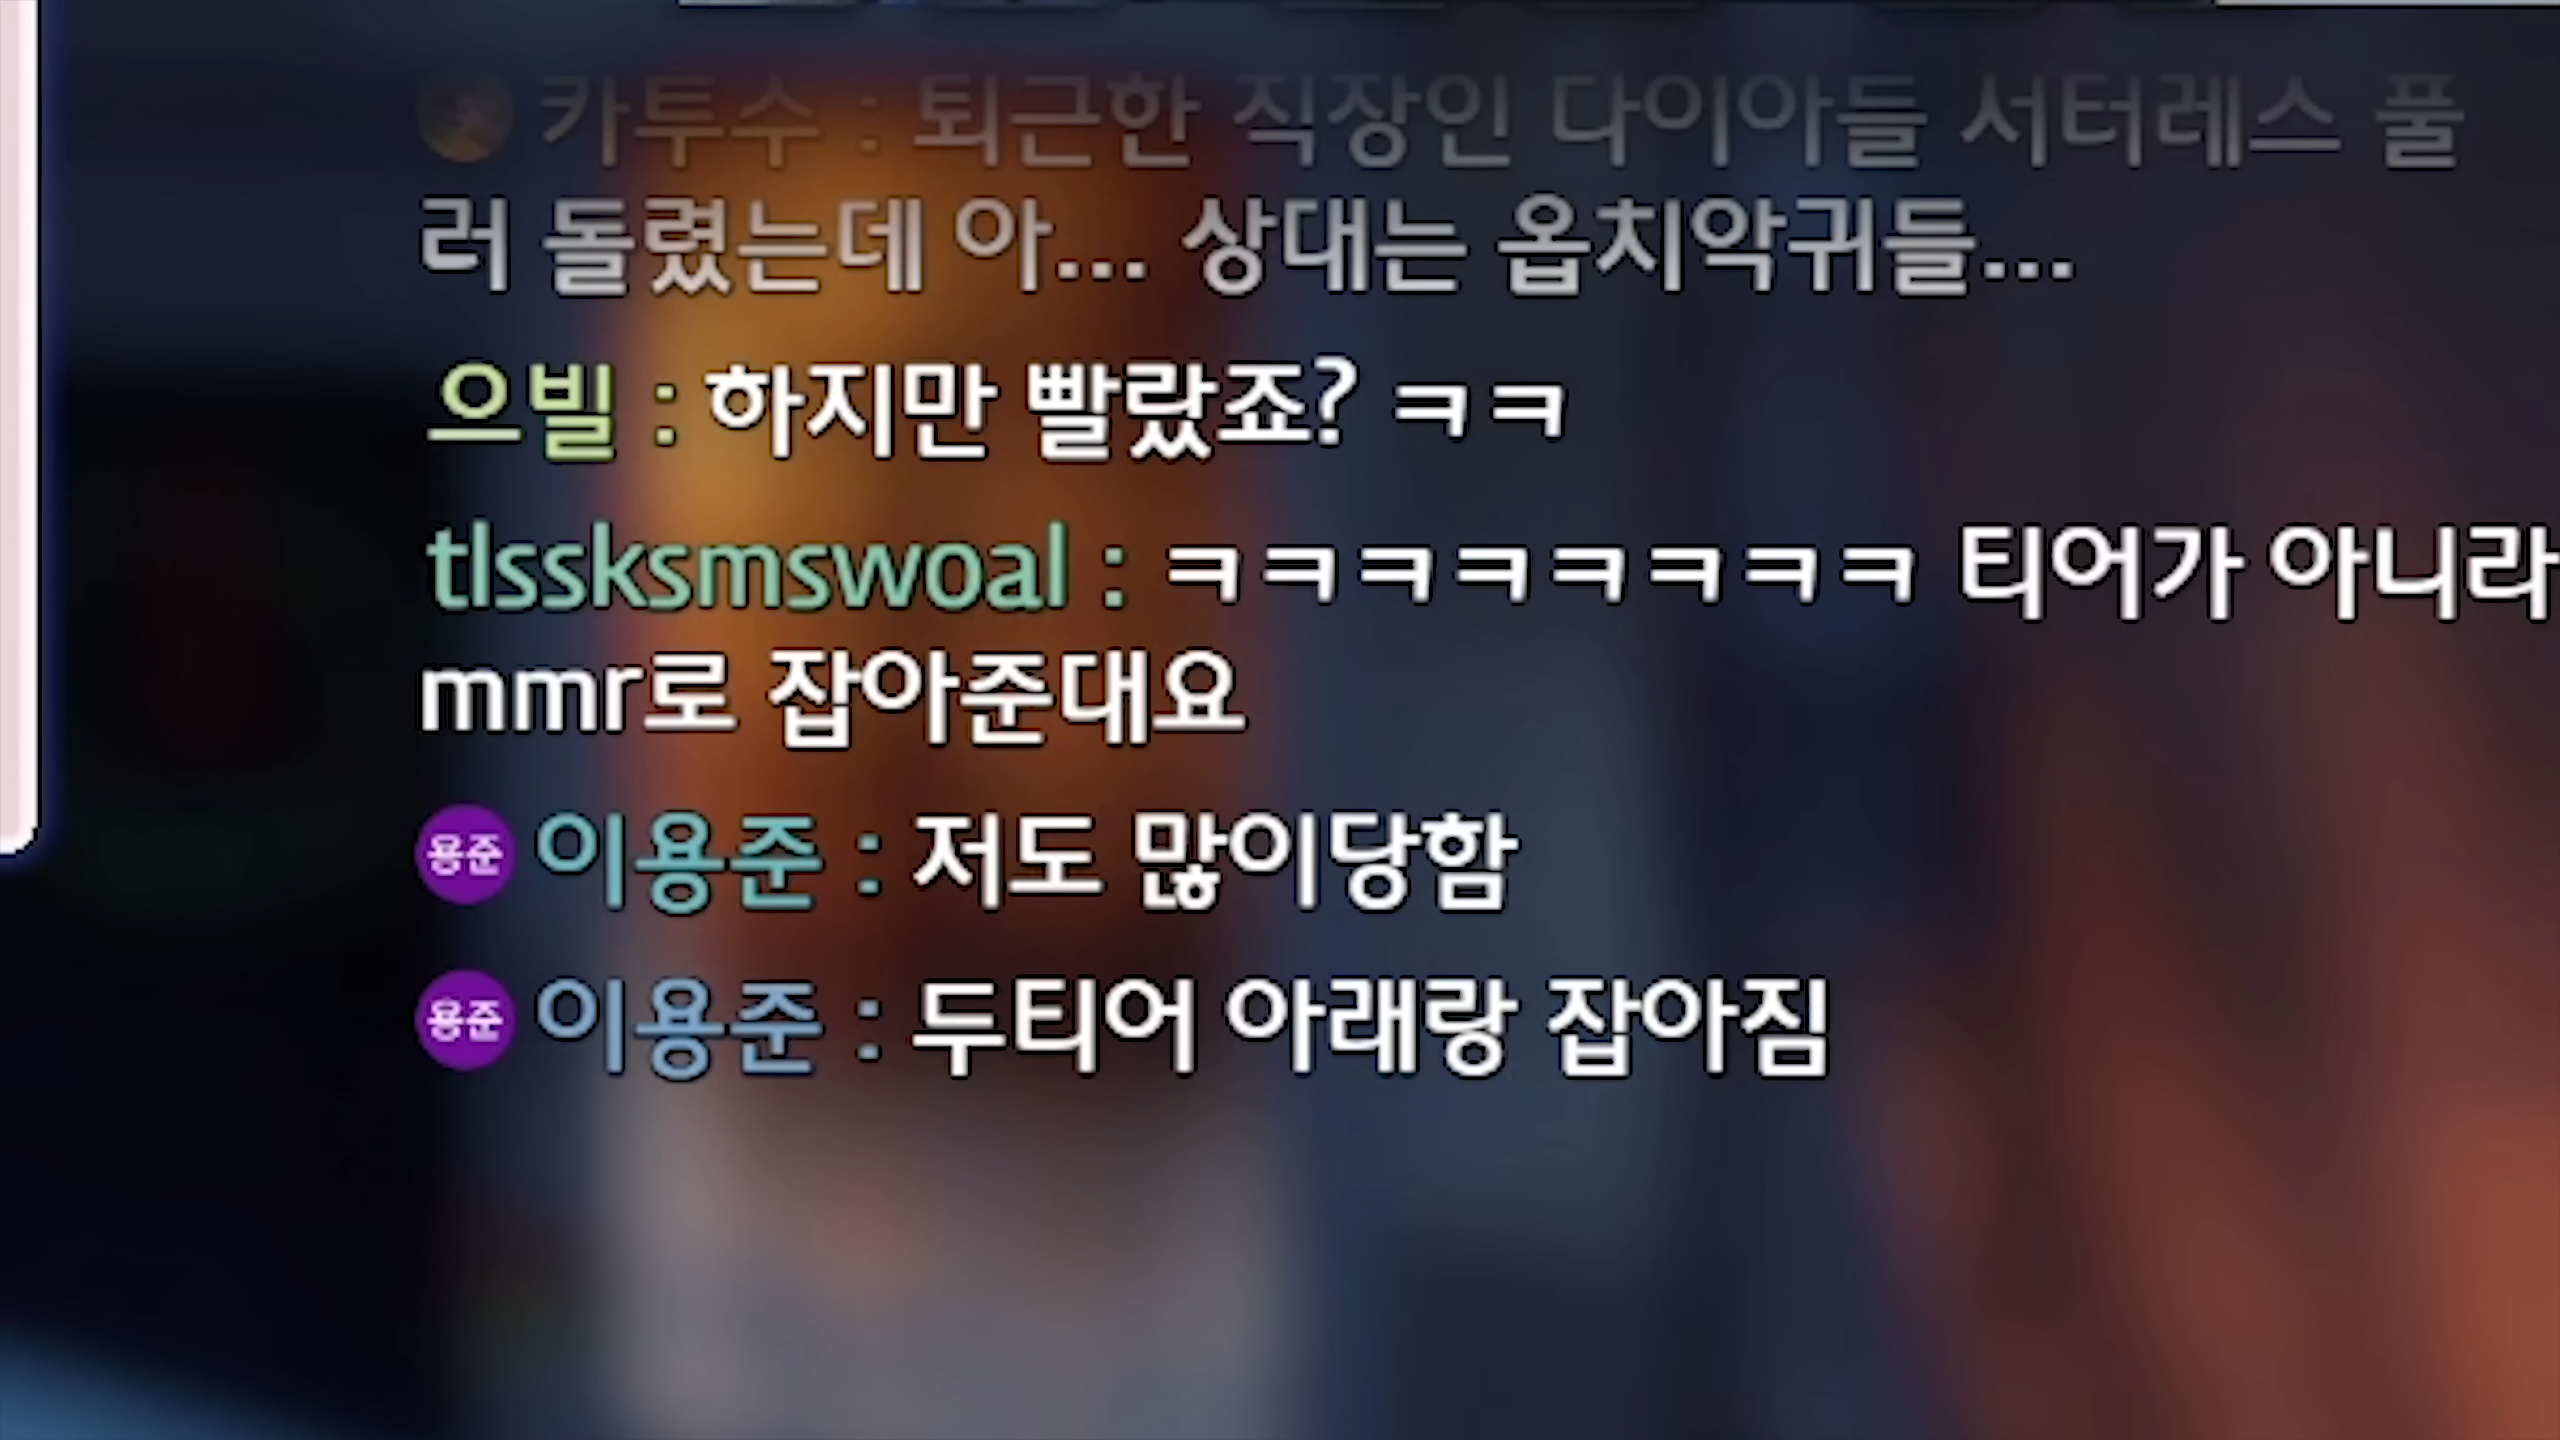 카투수 : 퇴근한 직장인 다이아들 서터레스 풀
러 돌렸는데 아... 상대는 옵치악귀들...
으빌 : 하지만 빨랐죠? ㅋㅋ
tlssksmswoal : ㅋㅋㅋㅋㅋㅋㅋㅋ 티어가 아니라
mmr로 잡아준대요
용준 이용준 : 저도 많이당함
용준 이용준 : 두티어 아래랑 잡아짐